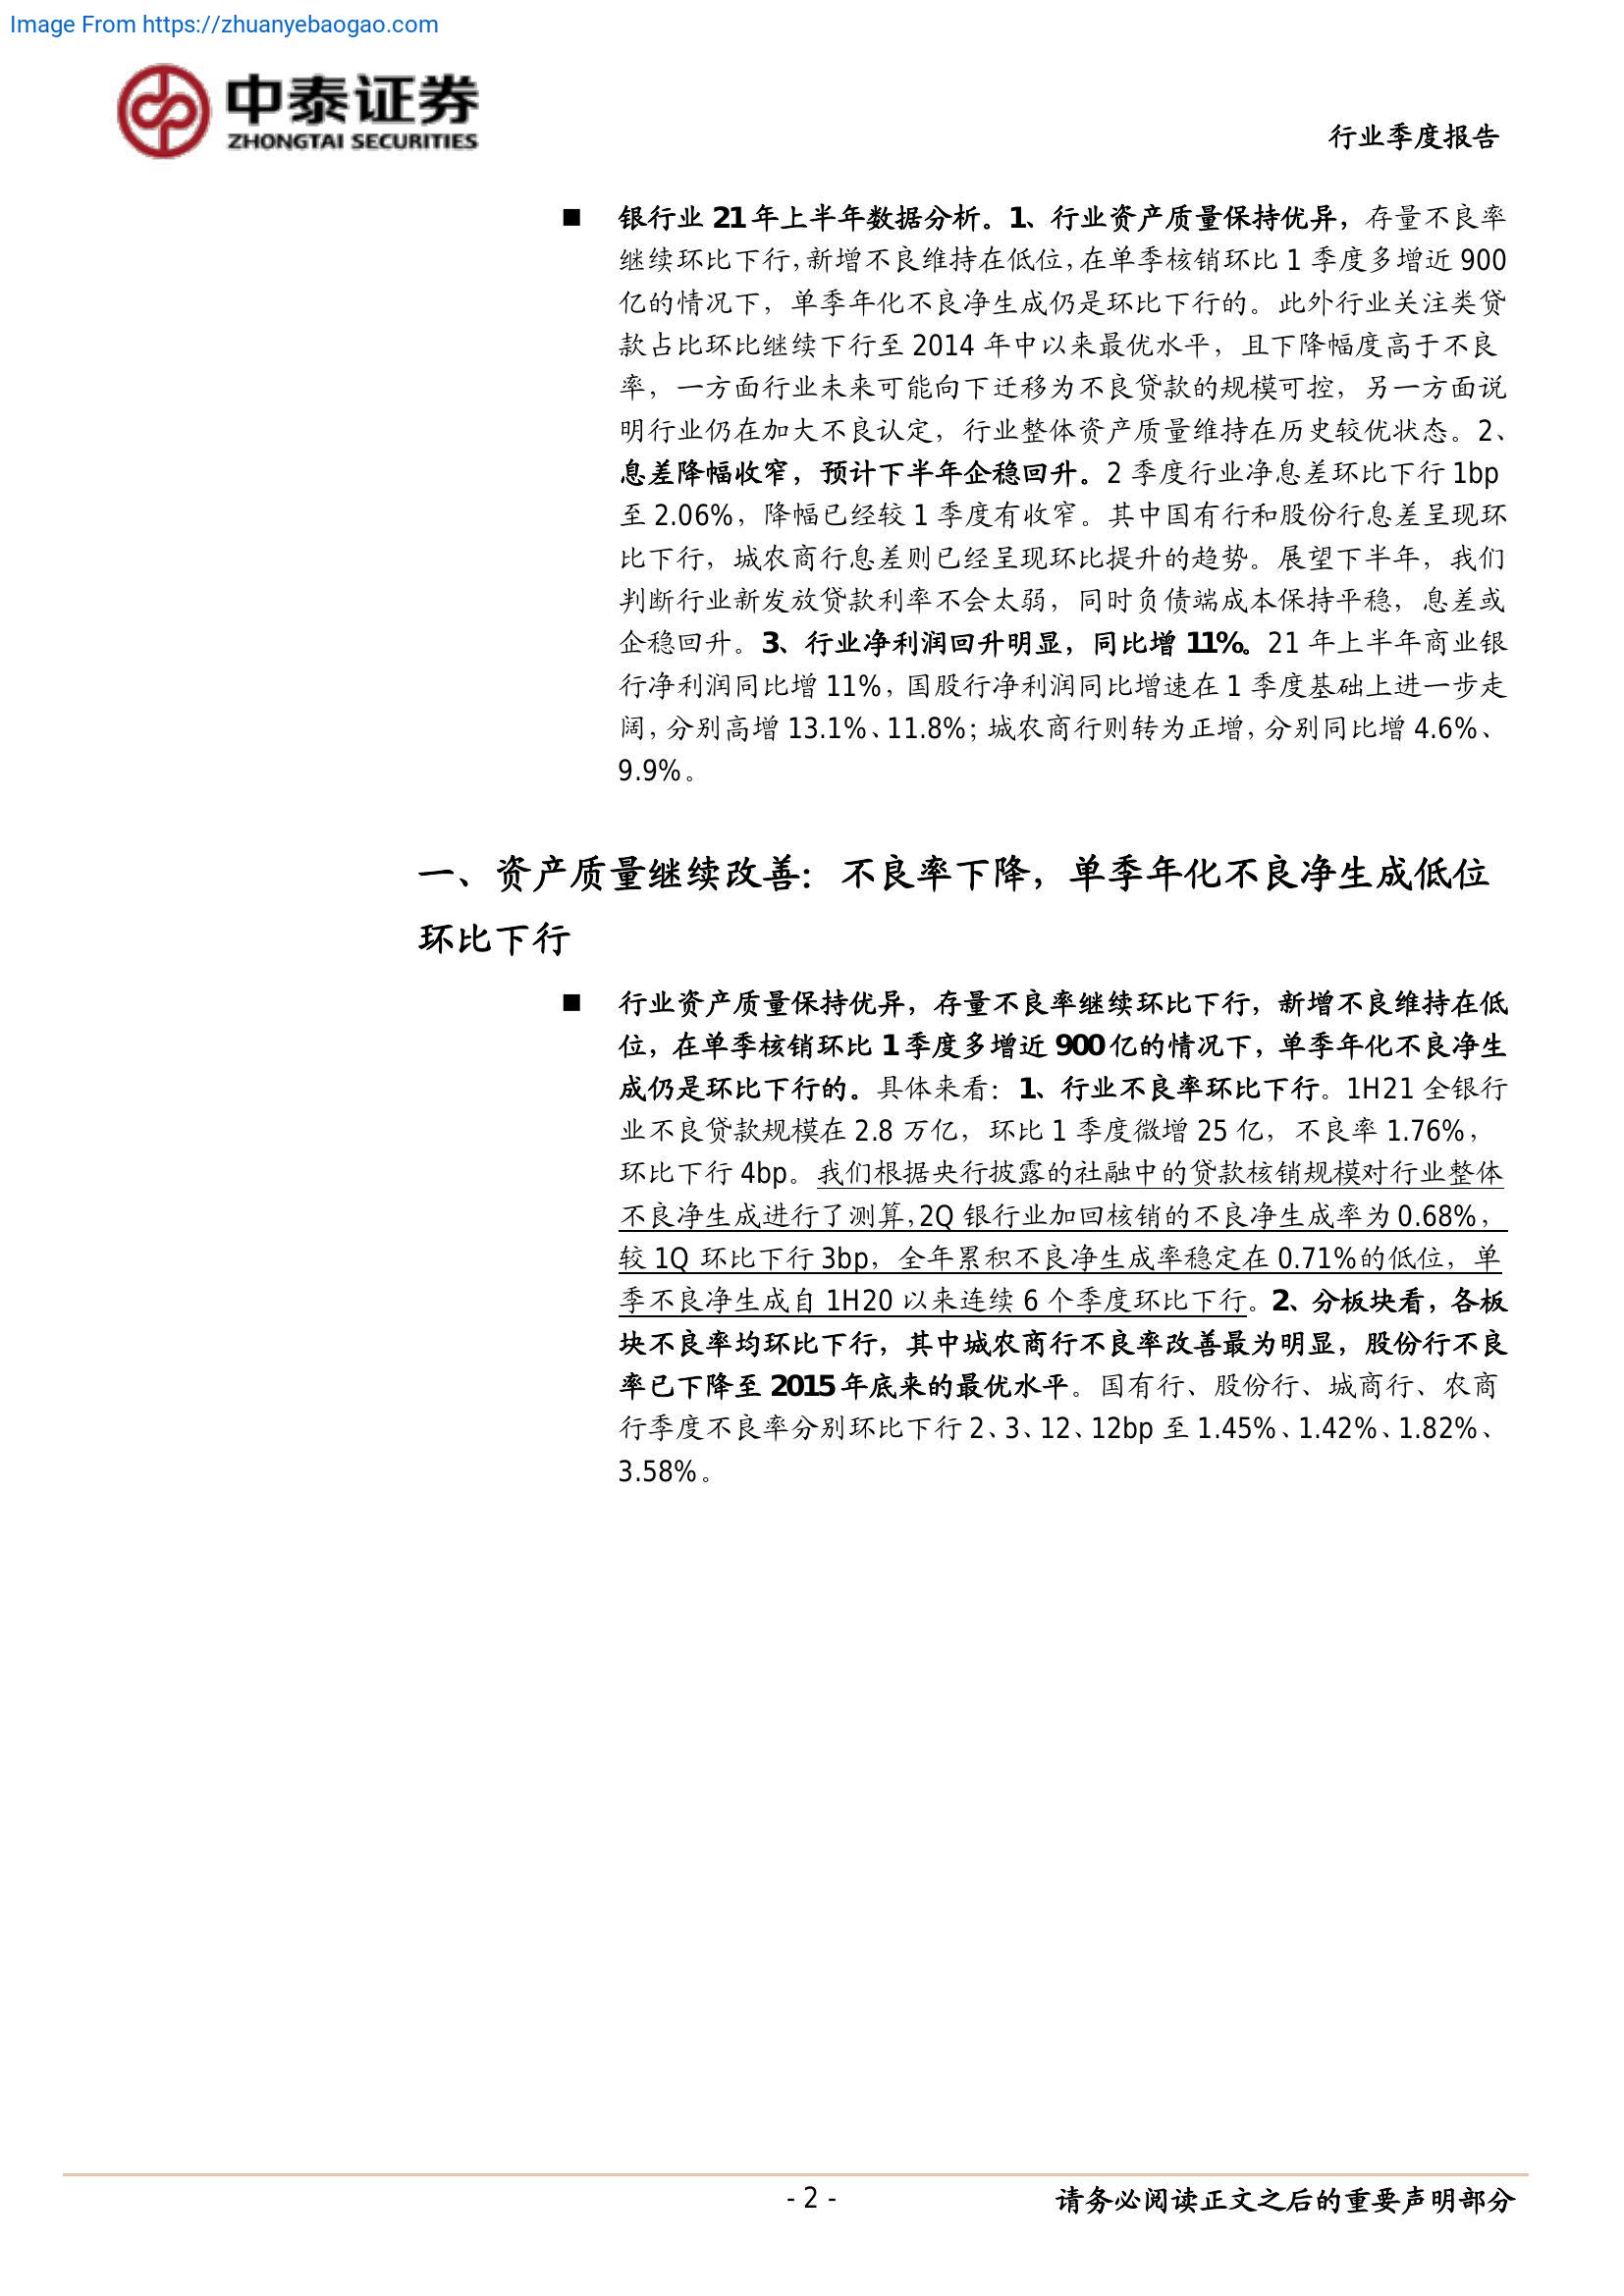 Image From https://zhuanyebaogao.com
中泰证券
ZHONGTAI SECURITIES
行业季度报告
■ 银行业 21 年上半年数据分析。1、行业资产质量保持优异，存量不良率
继续环比下行，新增不良维持在低位，在单季核销环比 1 季度多增近 900
亿的情况下，单季年化不良净生成仍是环比下行的。此外行业关注类贷
款占比环比继续下行至 2014 年中以来最优水平，且下降幅度高于不良
率，一方面行业未来可能向下迁移为不良贷款的规模可控，另一方面说
明行业仍在加大不良认定，行业整体资产质量维持在历史较优状态。2、
息差降幅收窄，预计下半年企稳回升。2 季度行业净息差环比下行 1bp
至 2.06%，降幅已经较 1 季度有收窄。其中国有行和股份行息差呈现环
比下行，城农商行息差则已经呈现环比提升的趋势。展望下半年，我们
判断行业新发放贷款利率不会太弱，同时负债端成本保持平稳，息差或
企稳回升。3、行业净利润回升明显，同比增 11%。21 年上半年商业银
行净利润同比增 11%，国股行净利润同比增速在 1 季度基础上进一步走
阔，分别高增 13.1%、11.8%；城农商行则转为正增，分别同比增 4.6%、
9.9%。
一、资产质量继续改善：不良率下降，单季年化不良净生成低位
环比下行
■ 行业资产质量保持优异，存量不良率继续环比下行，新增不良维持在低
位，在单季核销环比 1 季度多增近 900 亿的情况下，单季年化不良净生
成仍是环比下行的。具体来看：1、行业不良率环比下行。1H21 全银行
业不良贷款规模在 2.8 万亿，环比 1 季度微增 25 亿，不良率 1.76%，
环比下行 4bp。我们根据央行披露的社融中的贷款核销规模对行业整体
不良净生成进行了测算，2Q 银行业加回核销的不良净生成率为 0.68%，
较 1Q 环比下行 3bp，全年累积不良净生成率稳定在 0.71%的低位，单
季不良净生成自 1H20 以来连续 6 个季度环比下行。2、分板块看，各板
块不良率均环比下行，其中城农商行不良率改善最为明显，股份行不良
率已下降至 2015 年底来的最优水平。国有行、股份行、城商行、农商
行季度不良率分别环比下行 2、3、12、12bp 至 1.45%、1.42%、1.82%、
3.58%。
- 2 -
请务必阅读正文之后的重要声明部分